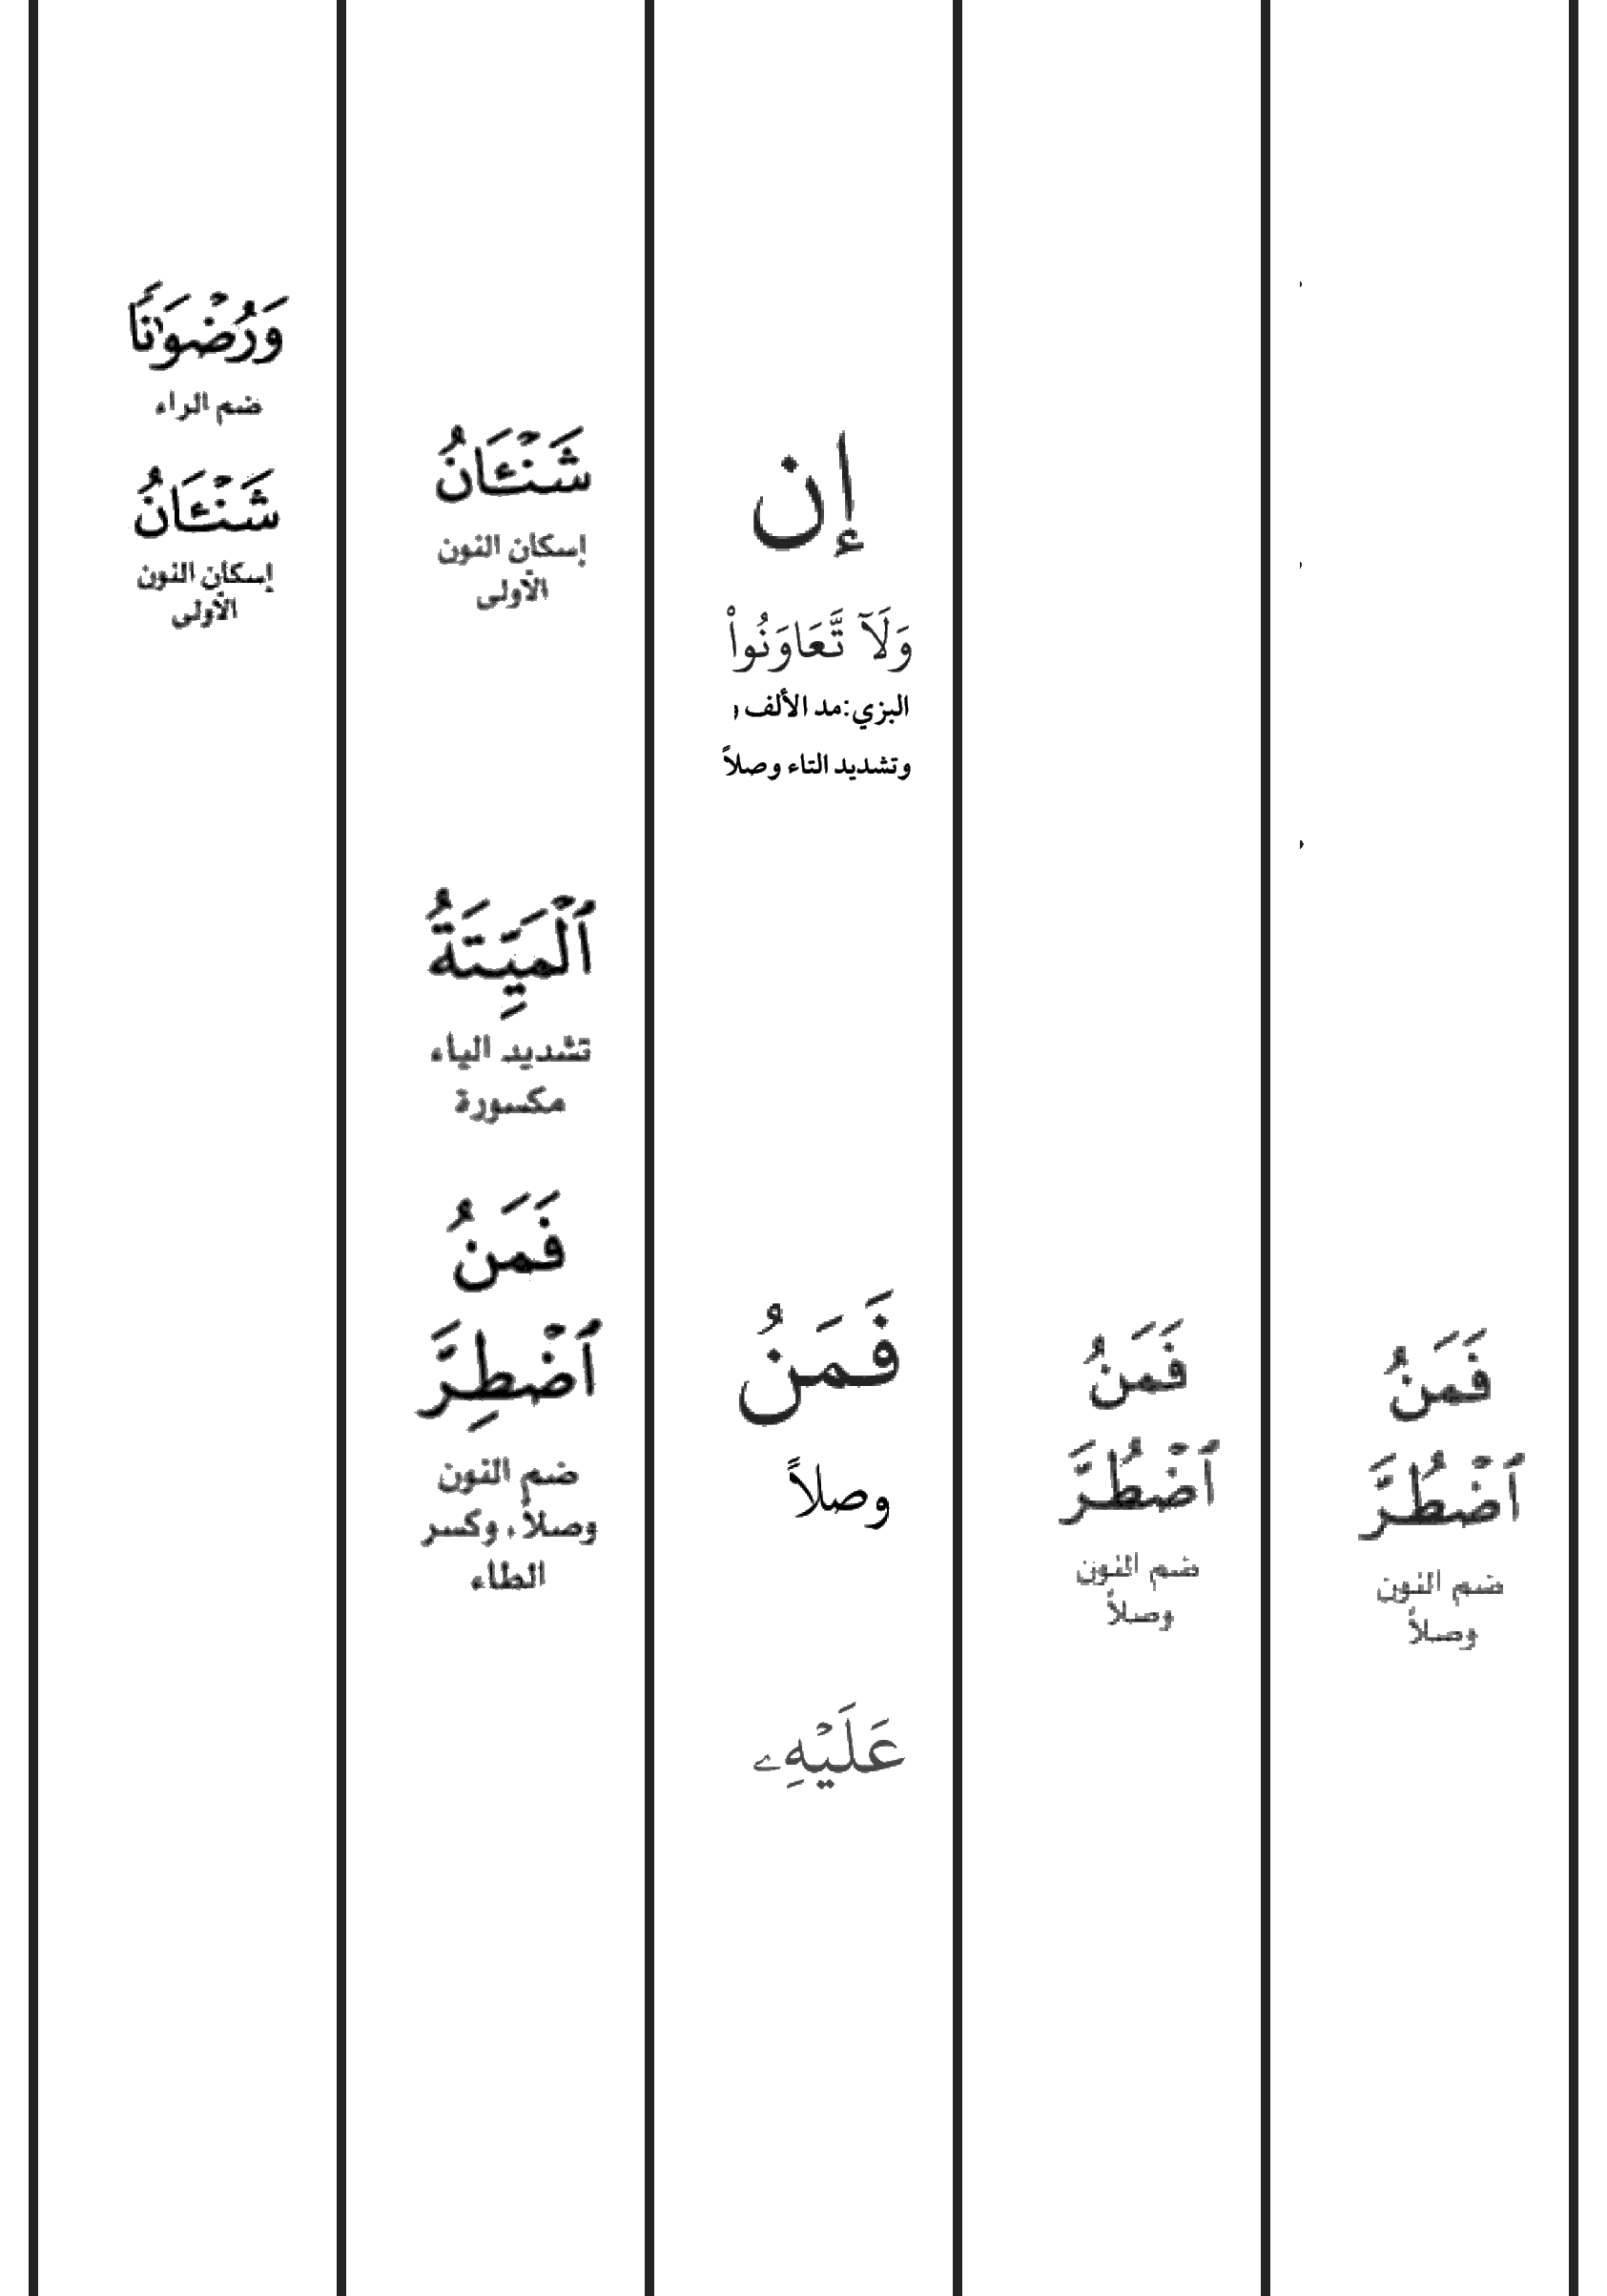 فَمَنُ
ٱضْطُرَّ
ضم النون
وصلاً
فَمَنُ
ٱضْطُرَّ
ضم النون
وصلاً
إن
وَلَآ تَّعَاوَنُواْ
البزي:مد الألف و
وتشديد التاء وصلاً
فَمَنُ
وصلاً
عَلَيْهِۦ
شَنْـَٔانُ
إسكان النون
الأولى
ٱلْمَيِّتَةُ
تشديد الياء
مكسورة
فَمَنُ
ٱضْطِرَّ
ضم النون
وصلاً، وكسر
الطاء
وَرُضْوَٰنًا
ضم الراء
شَنْـَٔانُ
إسكان النون
الأولى